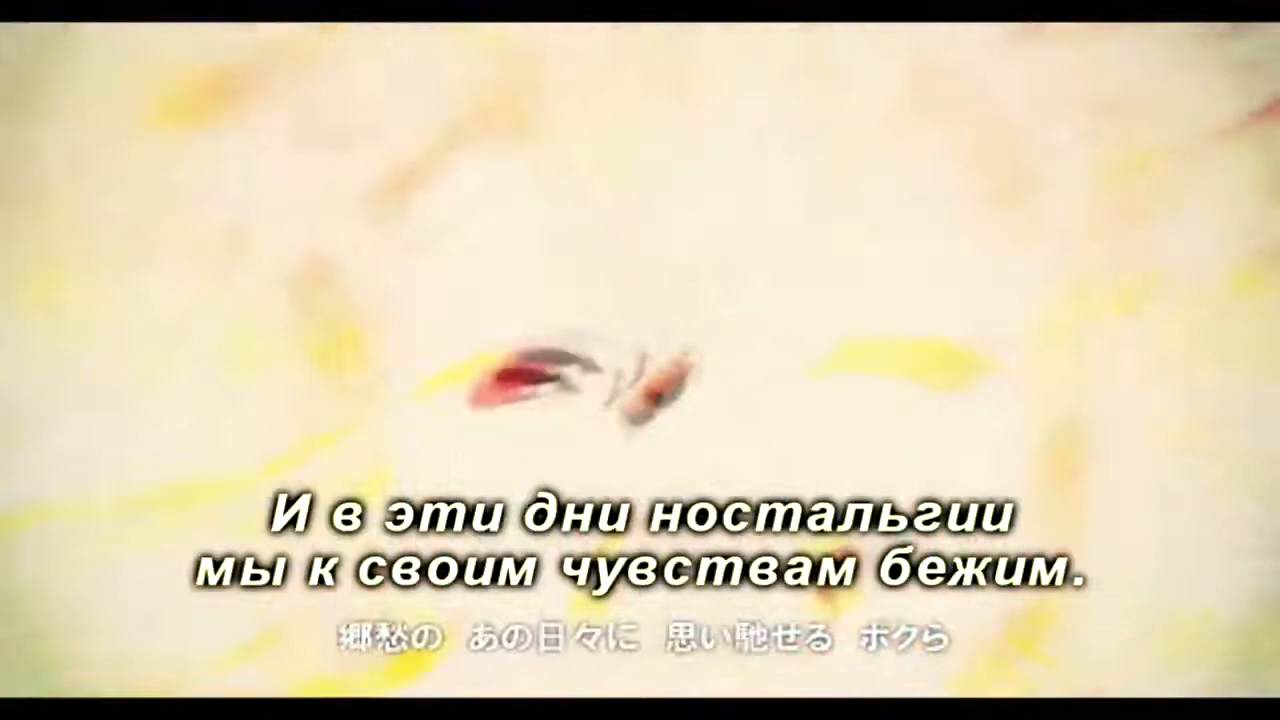 И в эти дни ностальгии
мы к своим чувствам бежим.
郷愁の あの日々に 思い馳せる ボクら